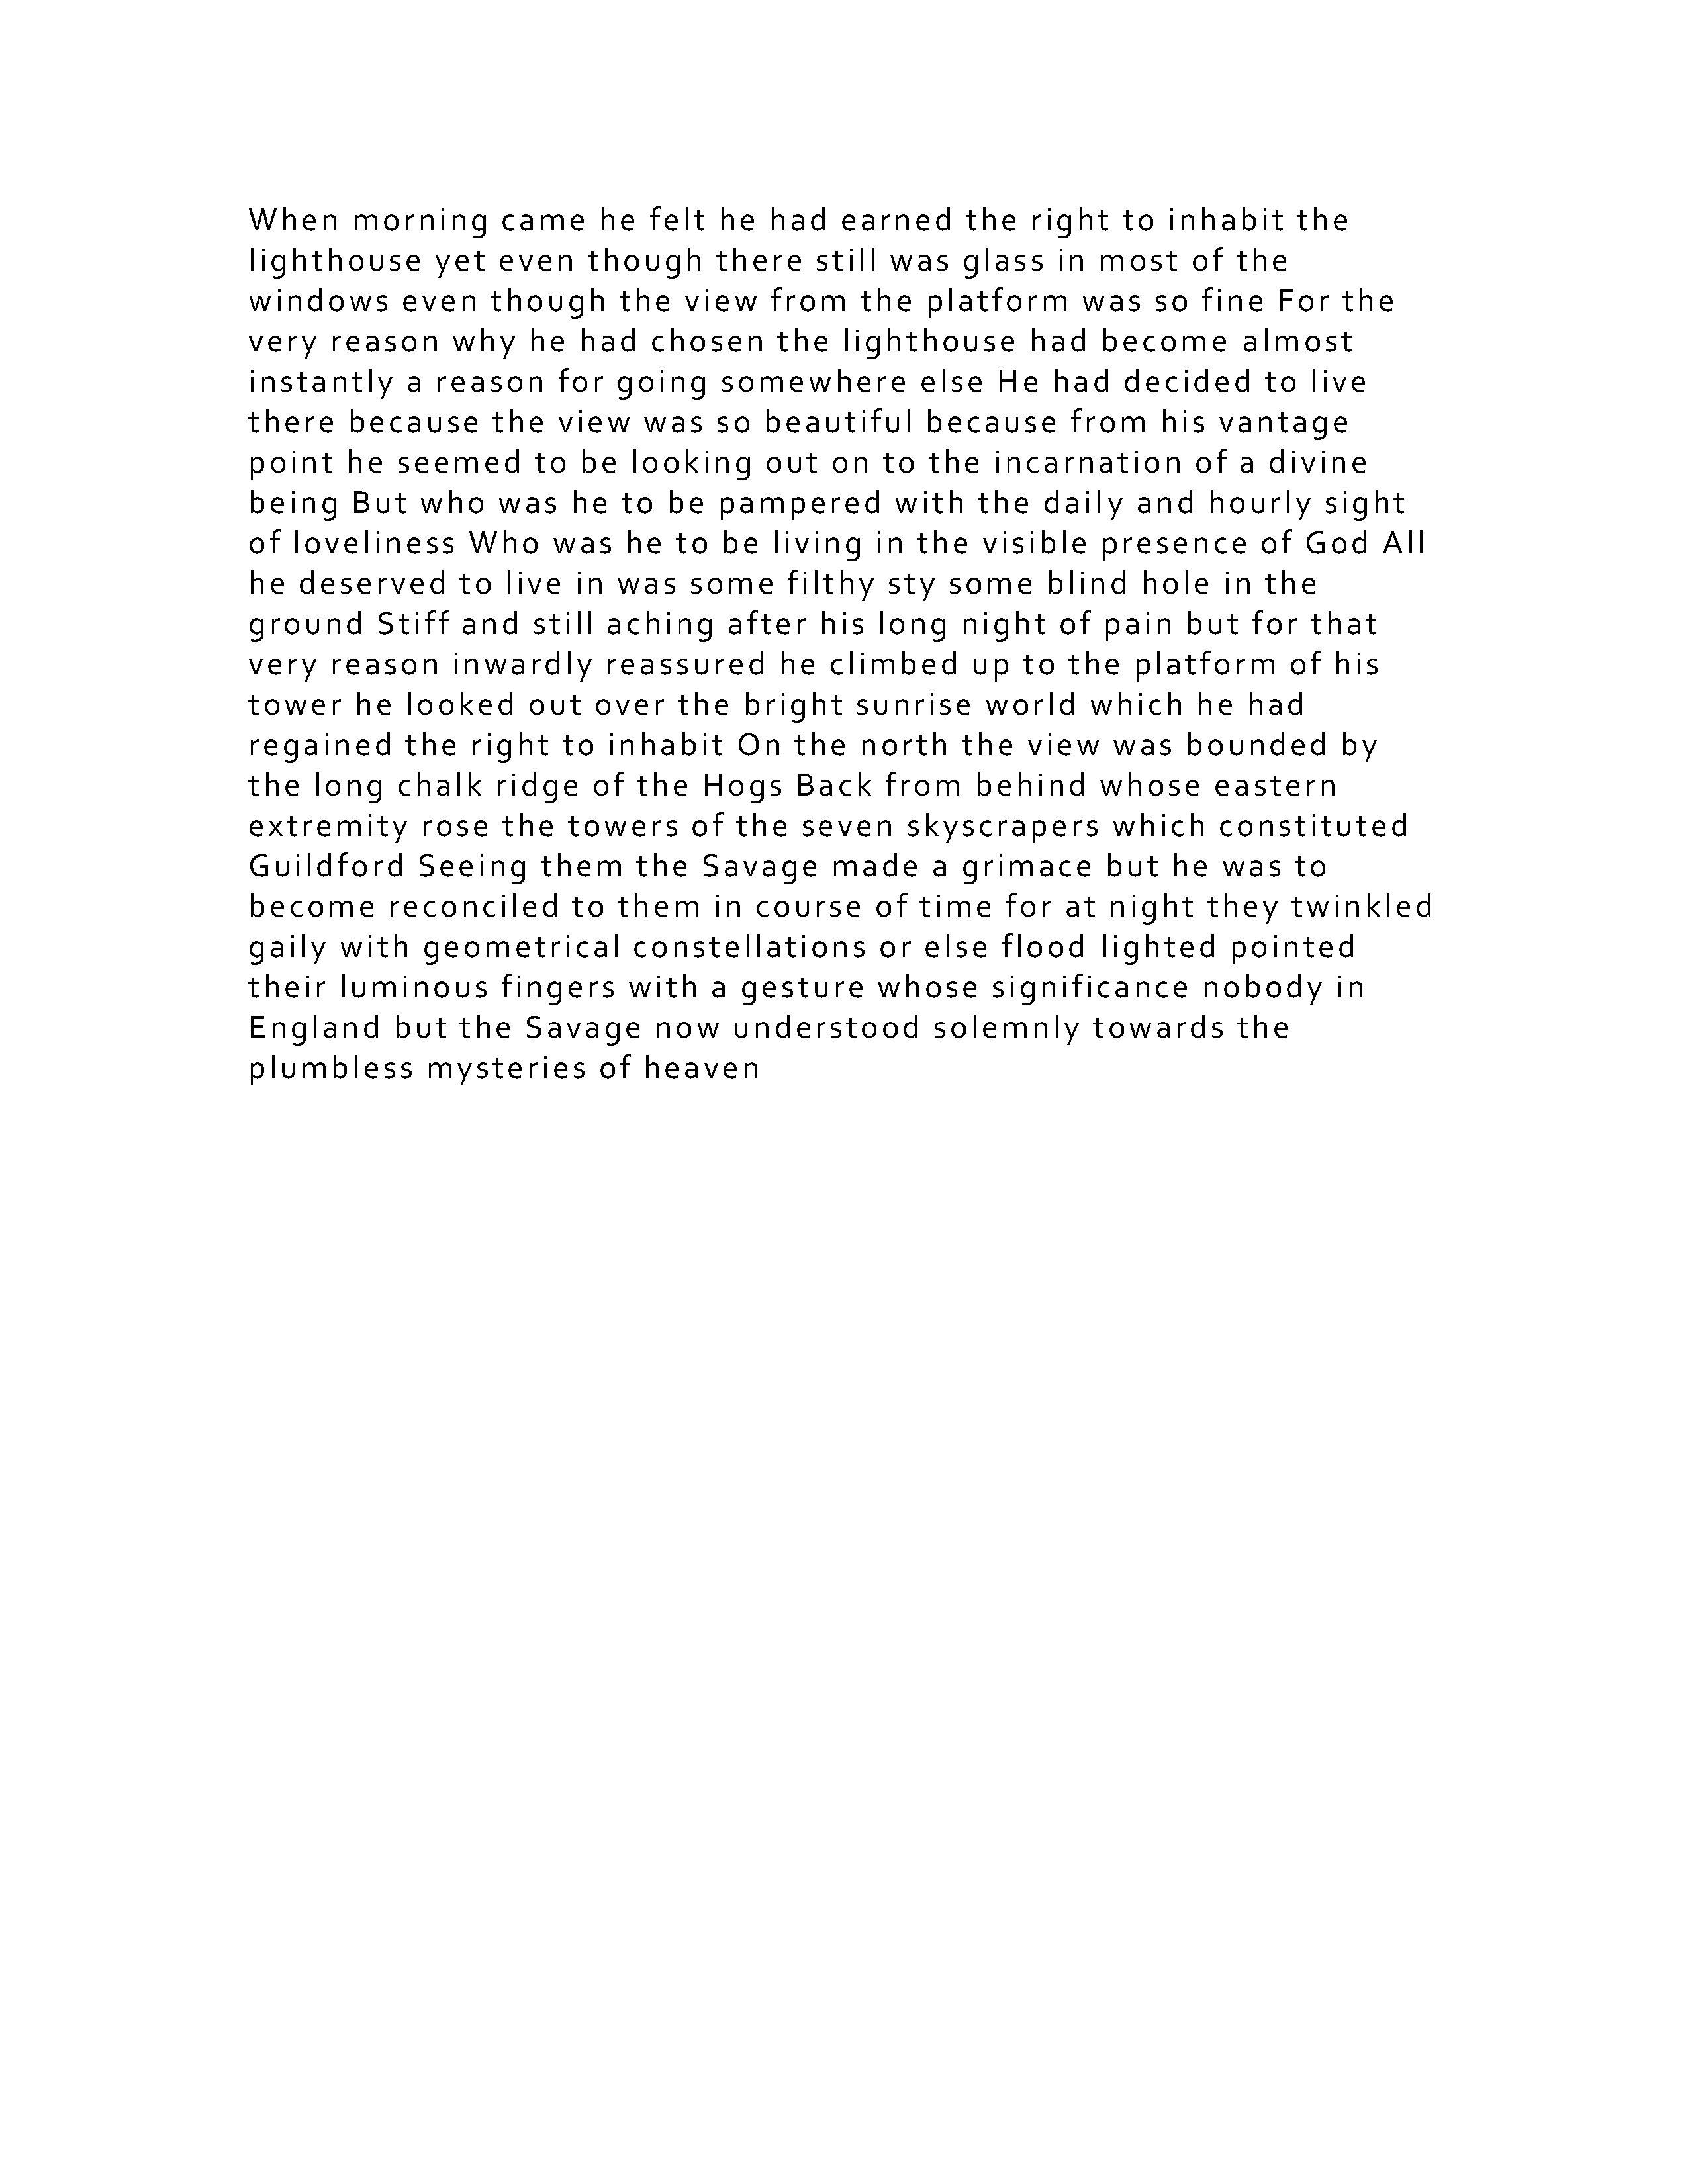 When morning came he felt he had earned the right to inhabit the
lighthouse yet even though there still was glass in most of the
windows even though the view from the platform was so fine For the
very reason why he had chosen the lighthouse had become almost
instantly a reason for going somewhere else He had decided to live
there because the view was so beautiful because from his vantage
point he seemed to be looking out on to the incarnation of a divine
being But who was he to be pampered with the daily and hourly sight
of loveliness Who was he to be living in the visible presence of God All
he deserved to live in was some filthy sty some blind hole in the
ground Stiff and still aching after his long night of pain but for that
very reason inwardly reassured he climbed up to the platform of his
tower he looked out over the bright sunrise world which he had
regained the right to inhabit On the north the view was bounded by
the long chalk ridge of the Hogs Back from behind whose eastern
extremity rose the towers of the seven skyscrapers which constituted
Guildford Seeing them the Savage made a grimace but he was to
become reconciled to them in course of time for at night they twinkled
gaily with geometrical constellations or else flood lighted pointed
their luminous fingers with a gesture whose significance nobody in
England but the Savage now understood solemnly towards the
plumbless mysteries of heaven